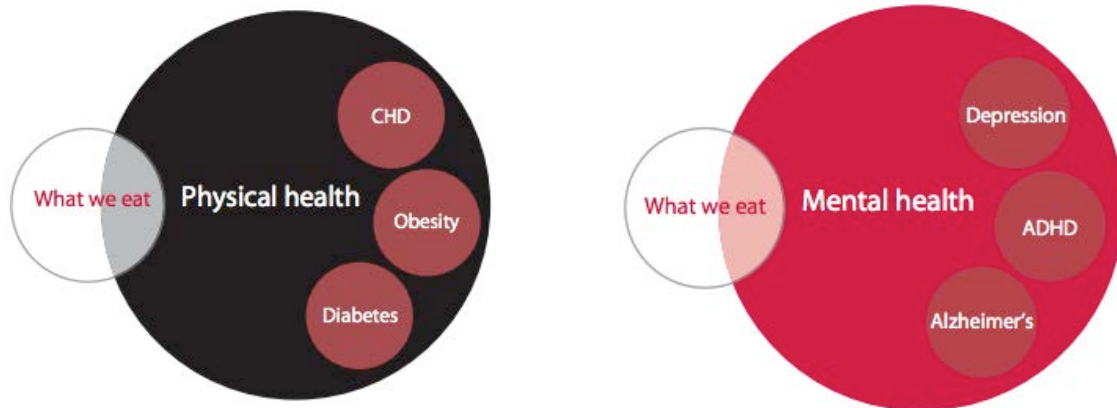 CHD
What we eat
Physical health
Obesity
Diabetes
Depression
What we eat
Mental health
ADHD
Alzheimer's